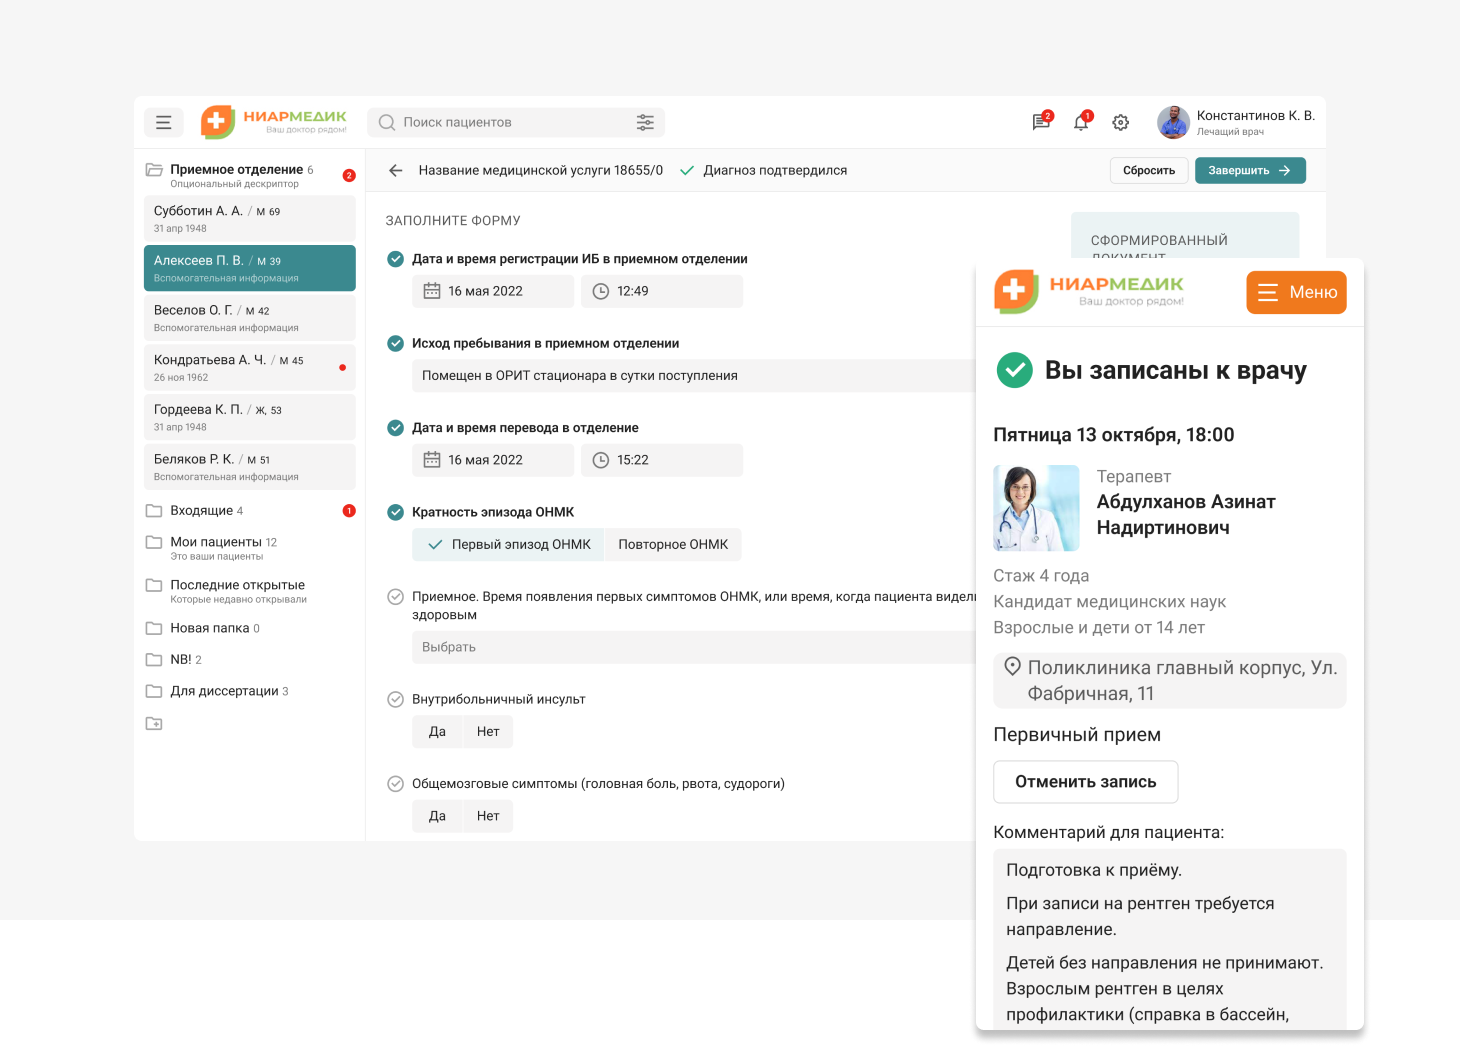 НИАРМЕДИК
Ваш доктор рядом!
Поиск пациентов
2
1
Константинов К. В.
Лечащий врач
Приемное отделение 6
Опциональный дескриптор
2
Субботин А. А. / М 69
31 апр 1948
Алексеев П. В. / М 39
Вспомогательная информация
Веселов О. Г. / М 42
Вспомогательная информация
Кондратьева А. Ч. / М 45
26 ноя 1962
Гордеева К. П. / Ж, 53
31 апр 1948
Беляков Р. К. / М 51
Вспомогательная информация
Входящие 4
1
Мои пациенты 12
Это ваши пациенты
Последние открытые
Которые недавно открывали
Новая папка 0
NB! 2
Для диссертации 3
Название медицинской услуги 18655/0
Диагноз подтвердился
Сбросить
Завершить
ЗАПОЛНИТЕ ФОРМУ
Дата и время регистрации ИБ в приемном отделении
16 мая 2022
12:49
Исход пребывания в приемном отделении
Помещен в ОРИТ стационара в сутки поступления
Дата и время перевода в отделение
16 мая 2022
15:22
Кратность эпизода ОНМК
Первый эпизод ОНМК
Повторное ОНМК
Приемное. Время появления первых симптомов ОНМК, или время, когда пациента видели
здоровым
Выбрать
Внутрибольничный инсульт
Да
Нет
Общемозговые симптомы (головная боль, рвота, судороги)
Да
Нет
СФОРМИРОВАННЫЙ
ДОКУМЕНТ
НИАРМЕДИК
Ваш доктор рядом!
Меню
Вы записаны к врачу
Пятница 13 октября, 18:00
Терапевт
Абдулханов Азинат
Надиртинович
Стаж 4 года
Кандидат медицинских наук
Взрослые и дети от 14 лет
Поликлиника главный корпус, Ул.
Фабричная, 11
Первичный прием
Отменить запись
Комментарий для пациента:
Подготовка к приёму.
При записи на рентген требуется
направление.
Детей без направления не принимают.
Взрослым рентген в целях
профилактики (справка в бассейн,